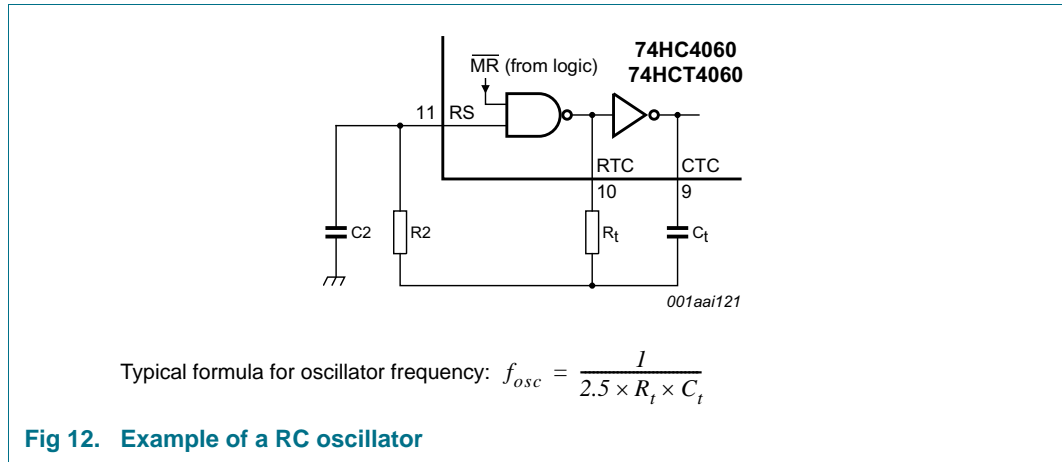 74HC4060
74HCT4060
MR (from logic)
11 RS
RTC CTC
10 9
C2 R2 Rt Ct
001aai121
Typical formula for oscillator frequency: fosc = 1 / (2.5 × Rt × Ct)
Fig 12. Example of a RC oscillator